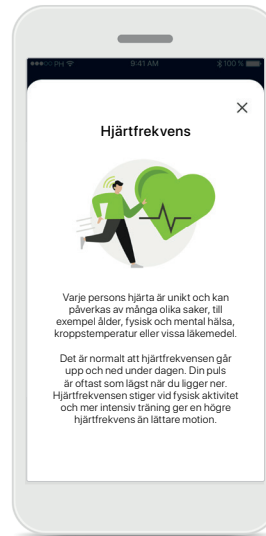 PH 9:41 AM 100 %
Hjärtfrekvens
Varje persons hjärta är unikt och kan
påverkas av många olika saker, till
exempel ålder, fysisk och mental hälsa,
kroppstemperatur eller vissa läkemedel.
Det är normalt att hjärtfrekvensen går
upp och ned under dagen. Din puls
är oftast som lägst när du ligger ner.
Hjärtfrekvensen stiger vid fysisk aktivitet
och mer intensiv träning ger en högre
hjärtfrekvens än lättare motion.